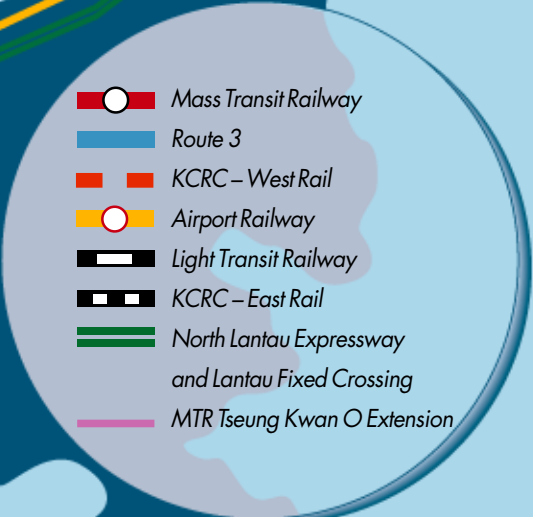 Mass Transit Railway
Route 3
KCRC – West Rail
Airport Railway
Light Transit Railway
KCRC – East Rail
North Lantau Expressway
and Lantau Fixed Crossing
MTR Tseung Kwan O Extension